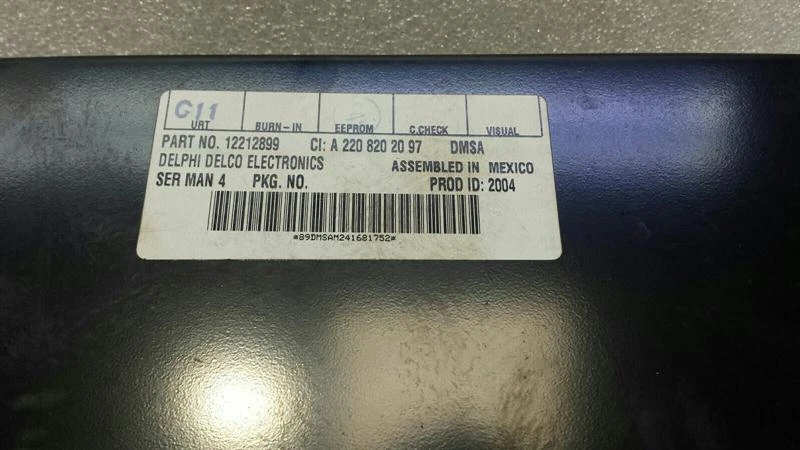 G11
URT BURN-IN EEPROM C.CHECK VISUAL
PART NO. 12212899 CI: A 220 820 20 97 DMSA
DELPHI DELCO ELECTRONICS ASSEMBLED IN MEXICO
SER MAN 4 PKG. NO. PROD ID: 2004
*89DMSAM241681752*